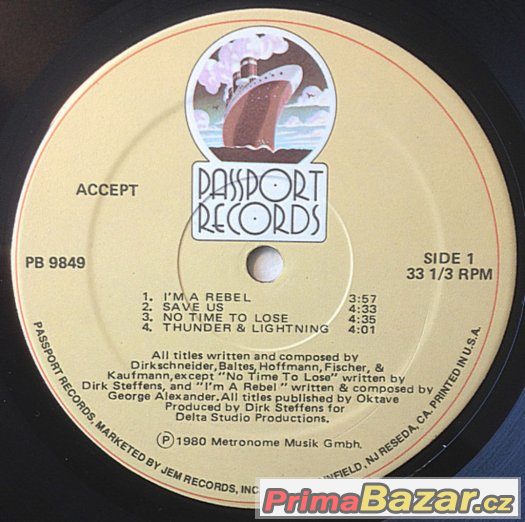 PASSPORT
RECORDS
ACCEPT
PB 9849
SIDE 1
33 1/3 RPM
1. I'M A REBEL 3:57
2. SAVE US 4:33
3. NO TIME TO LOSE 4:35
4. THUNDER & LIGHTNING 4:01
All titles written and composed by
Dirkschneider, Baltes, Hoffmann, Fischer, &
Kaufmann, except "No Time To Lose" written by
Dirk Steffens, and "I'm A Rebel" written & composed by
George Alexander. All titles published by Oktave
Produced by Dirk Steffens for
Delta Studio Productions.
Ⓟ 1980 Metronome Musik Gmbh.
PASSPORT RECORDS, MARKETED BY JEM RECORDS, INC. NJ RESEDA, CA. PRINTED IN U.S.A.
PrimaBazar.cz